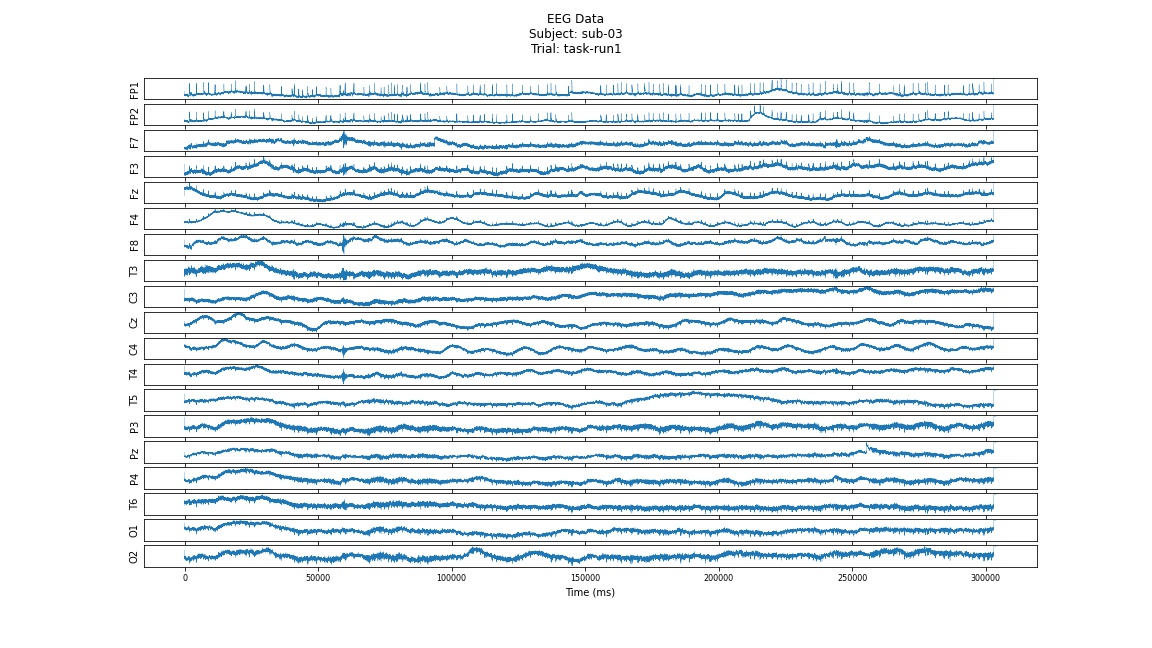 EEG Data
Subject: sub-03
Trial: task-run1
FP1
FP2
F7
F3
Fz
F4
F8
T3
C3
Cz
C4
T4
T5
P3
Pz
P4
T6
O1
O2
0 50000 100000 150000 200000 250000 300000
Time (ms)